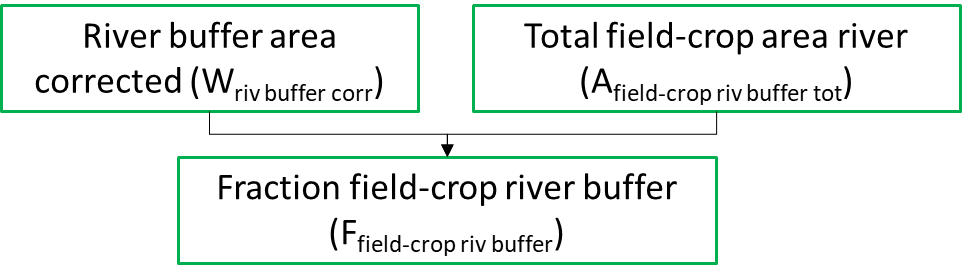 River buffer area
corrected (Wriv buffer corr)
Total field-crop area river
(Afield-crop riv buffer tot)
Fraction field-crop river buffer
(Ffield-crop riv buffer)